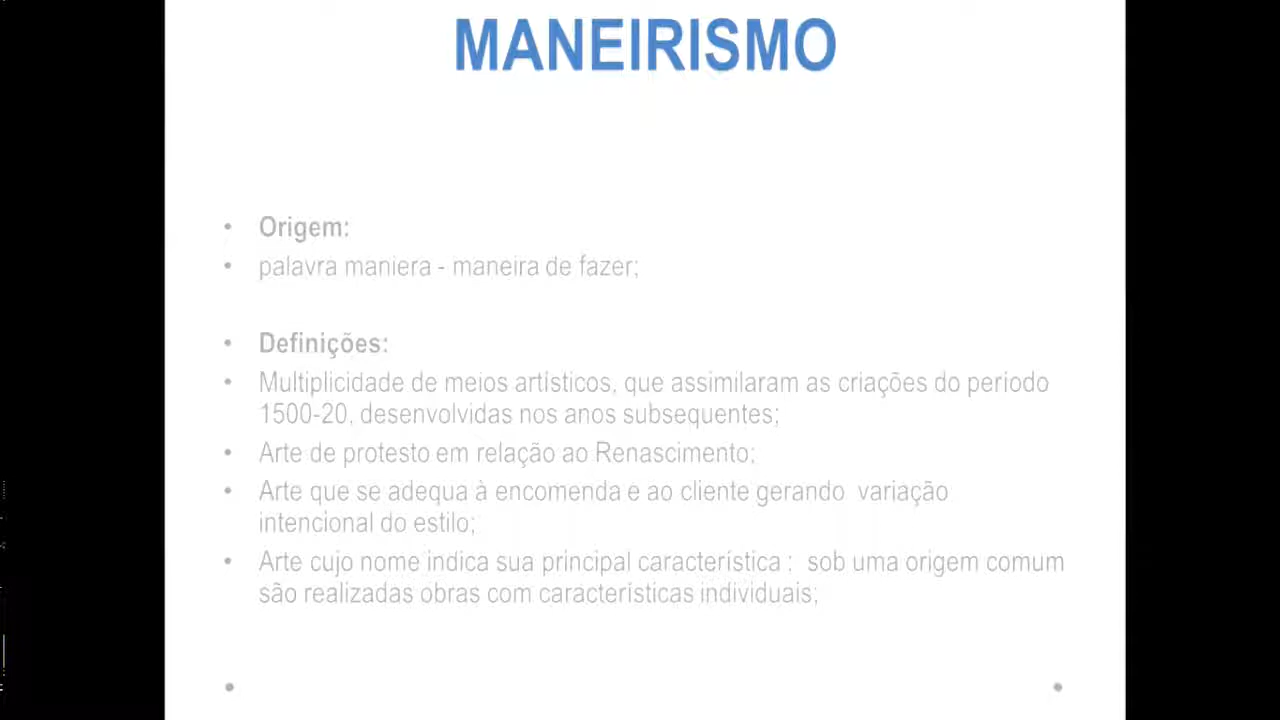 MANEIRISMO
• Origem:
• palavra maniera - maneira de fazer;
• Definições:
• Multiplicidade de meios artísticos, que assimilaram as criações do período
1500-20, desenvolvidas nos anos subsequentes;
• Arte de protesto em relação ao Renascimento;
• Arte que se adequa à encomenda e ao cliente gerando variação
intencional do estilo;
• Arte cujo nome indica sua principal característica : sob uma origem comum
são realizadas obras com características individuais;